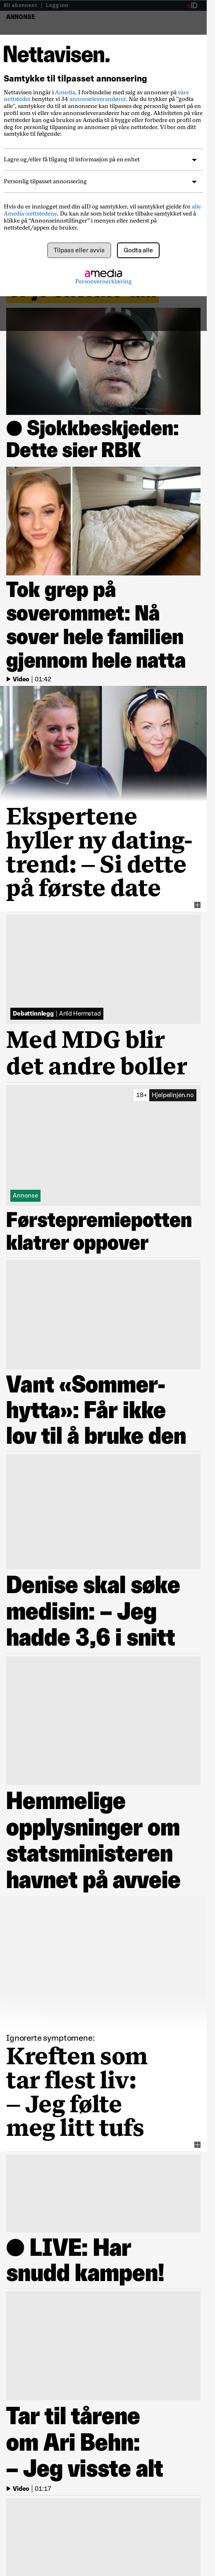 Bli abonnent | Logg inn
aID
ANNONSE
Nettavisen.
Samtykke til tilpasset annonsering
Nettavisen inngår i Amedia. I forbindelse med salg av annonser på våre
nettsteder benytter vi 34 annonseleverandører. Når du trykker på "godta
alle", samtykker du til at annonser kan tilpasses deg personlig basert på en
profil av ett eller våre annonseleverandører har om deg. Aktiviteten på våre
nettsteder kan også brukes av Amedia til å bygge eller forbedre en profil om
deg for personlig tilpasning av annonser på våre nettsteder. Vi ber om ditt
samtykke til følgende:
Lagre og/eller få tilgang til informasjon på en enhet
Personlig tilpasset annonsering
Hvis du er innlogget med din aID og samtykker, vil samtykket gjelde for alle
Amedia-nettstedene. Du kan når som helst trekke tilbake samtykket ved å
klikke på “Annonseinnstillinger” i menyen eller nederst på
nettstedet/appen du bruker.
Tilpass eller avvis
Godta alle
amedia
Personvernerklæring
● Sjokkbeskjeden:
Dette sier RBK
Tok grep på
soverommet: Nå
sover hele familien
gjennom hele natta
Video | 01:42
Ekspertene
hyller ny dating-
trend: – Si dette
på første date
Debattinnlegg | Arild Hermstad
Med MDG blir
det andre boller
18+ Hjelpelinjen.no
Annonse
Førstepremiepotten
klatrer oppover
Vant «Sommer-
hytta»: Får ikke
lov til å bruke den
Denise skal søke
medisin: – Jeg
hadde 3,6 i snitt
Hemmelige
opplysninger om
statsministeren
havnet på avveie
Ignorerte symptomene:
Kreften som
tar flest liv:
– Jeg følte
meg litt tufs
● LIVE: Har
snudd kampen!
Tar til tårene
om Ari Behn:
– Jeg visste alt
Video | 01:17